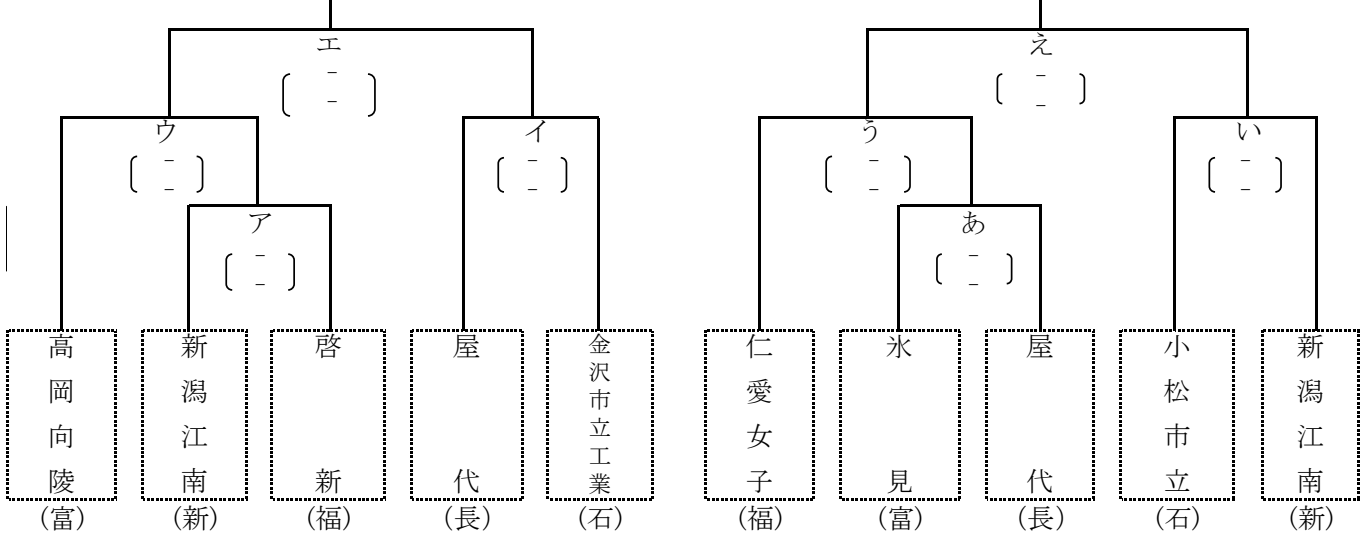 エ
え
ウ
イ
う
い
ア
あ
高岡向陵
新潟江南
啓新
屋代
金沢市立工業
仁愛女子
氷見
屋代
小松市立
新潟江南
（富）
（新）
（福）
（長）
（石）
（福）
（富）
（長）
（石）
（新）